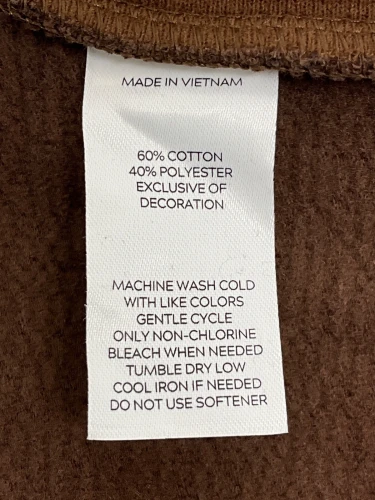 MADE IN VIETNAM
60% COTTON
40% POLYESTER
EXCLUSIVE OF
DECORATION
MACHINE WASH COLD
WITH LIKE COLORS
GENTLE CYCLE
ONLY NON-CHLORINE
BLEACH WHEN NEEDED
TUMBLE DRY LOW
COOL IRON IF NEEDED
DO NOT USE SOFTENER